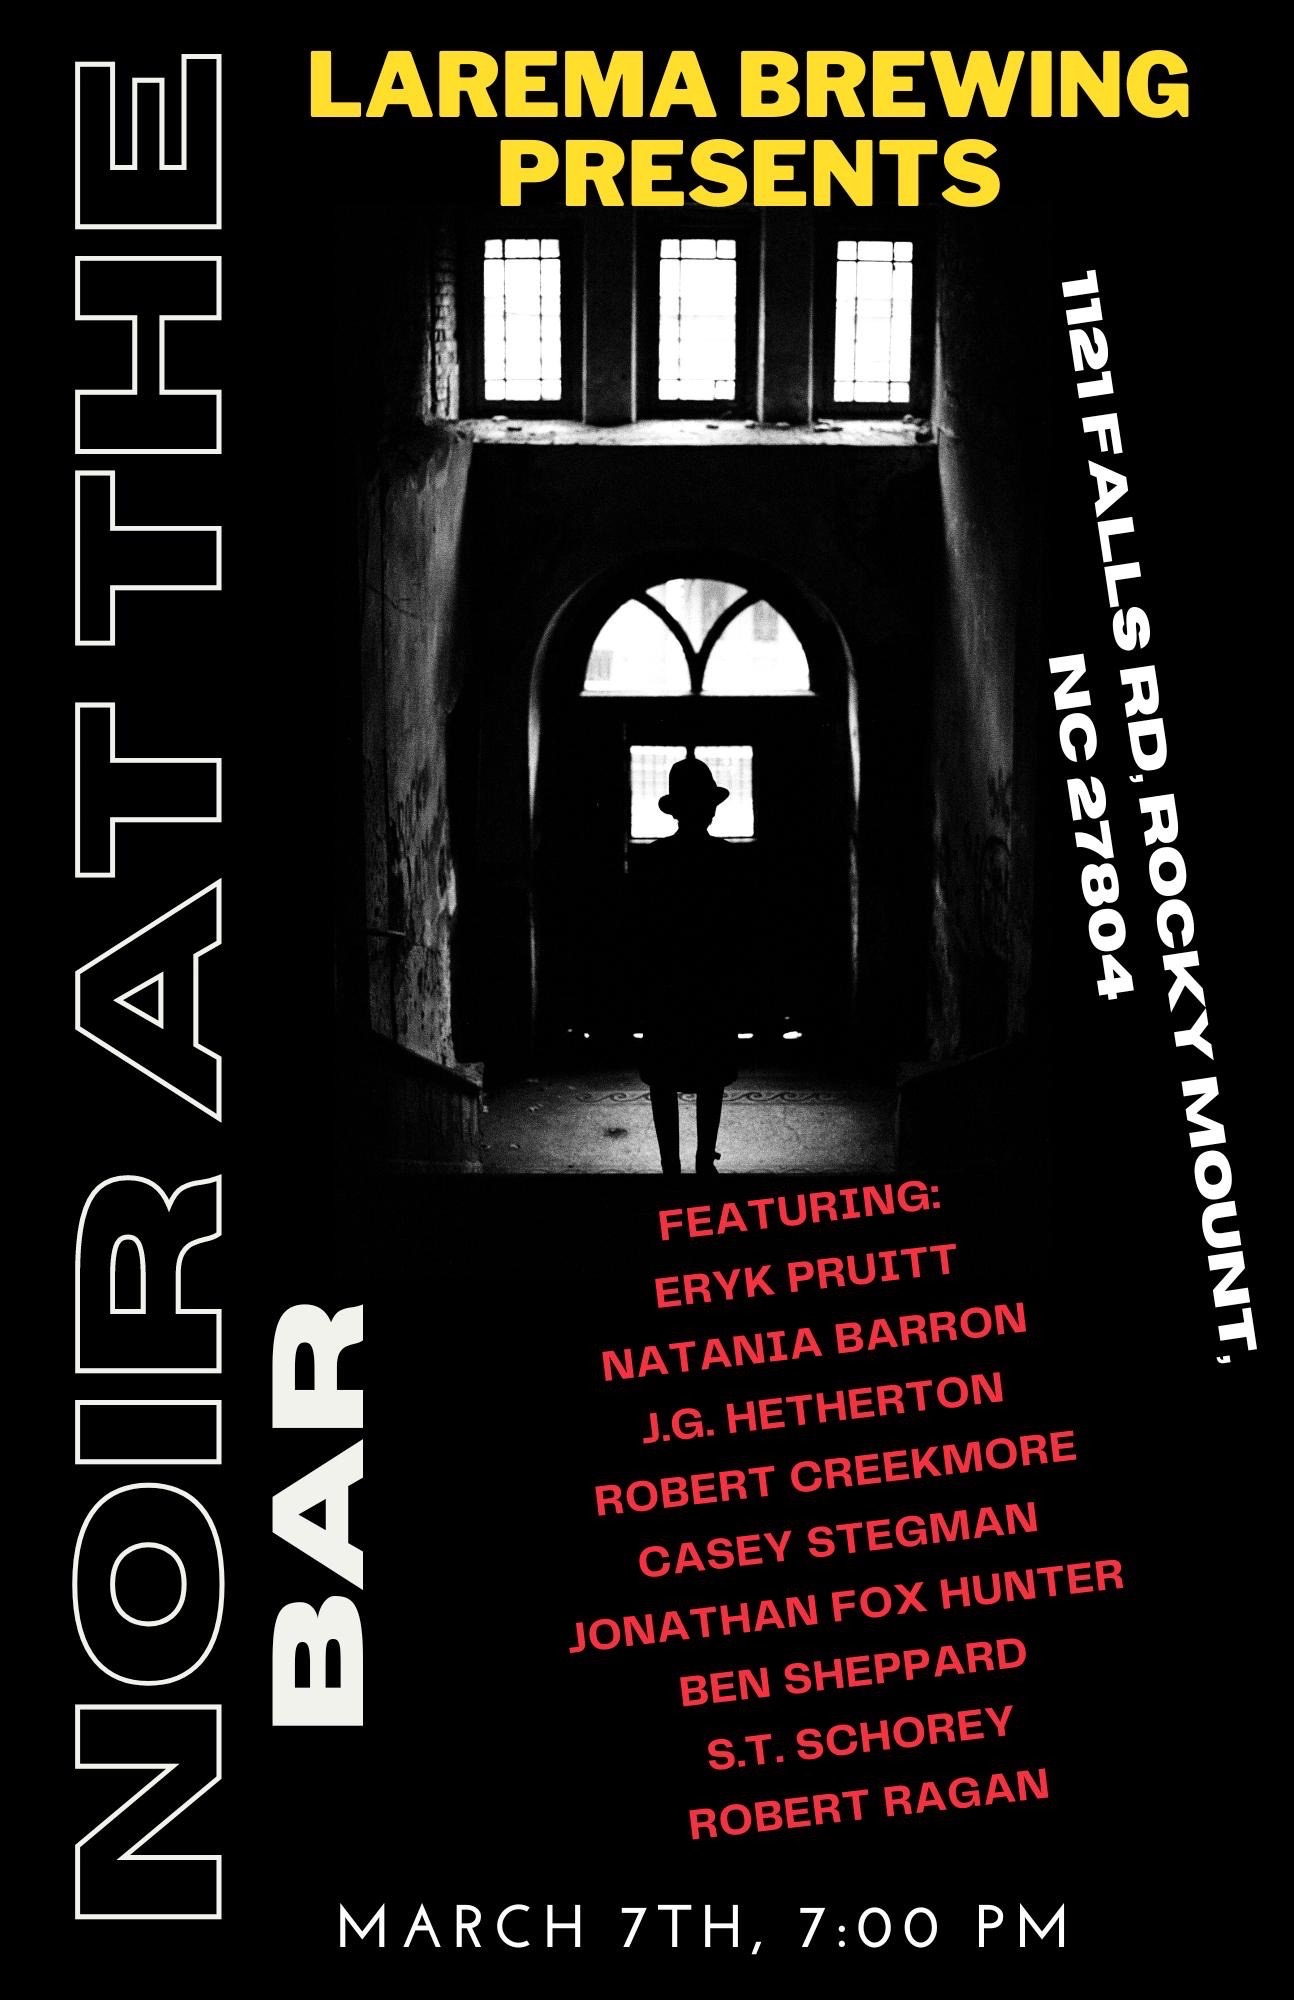 LAREMA BREWING
PRESENTS
NOIR AT THE
BAR
1121 FALLS RD, ROCKY MOUNT,
NC 27804
FEATURING:
ERYK PRUITT
NATANIA BARRON
J.G. HETHERTON
ROBERT CREEKMORE
CASEY STEGMAN
JONATHAN FOX HUNTER
BEN SHEPPARD
S.T. SCHOREY
ROBERT RAGAN
MARCH 7TH, 7:00 PM